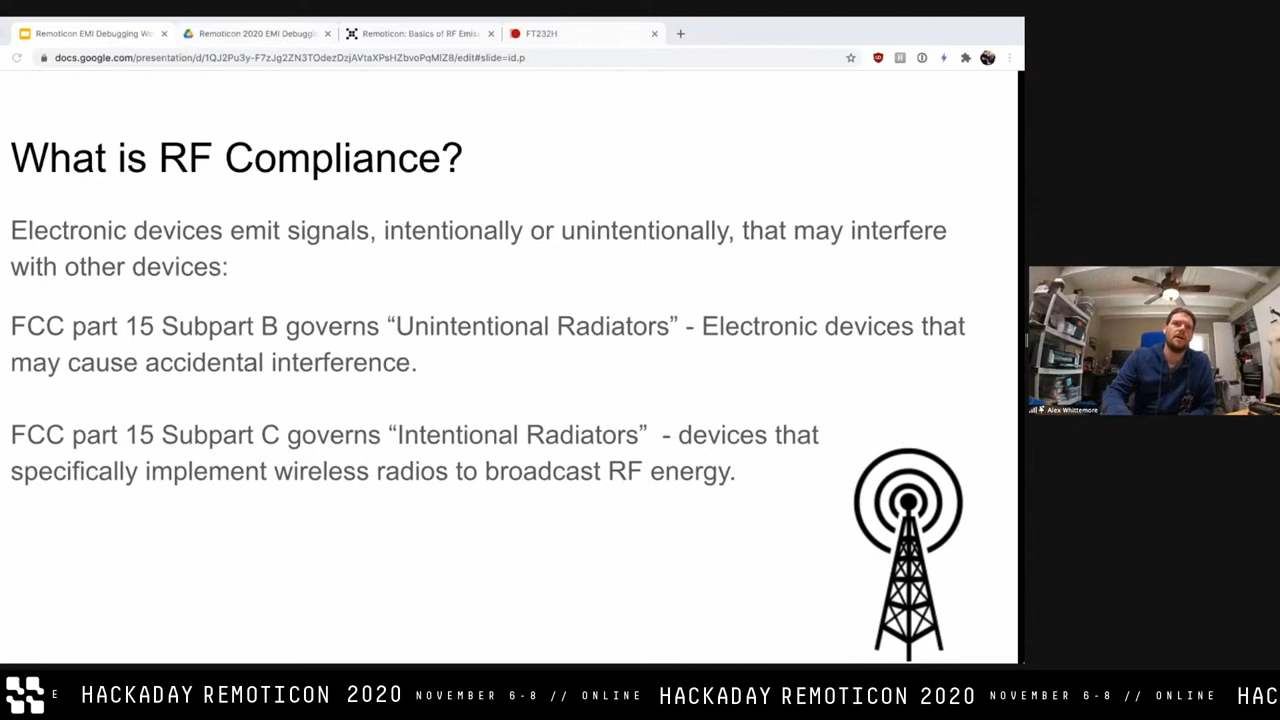 Remoticon EMI Debugging Wo
Remoticon 2020 EMI Debuggi
Remoticon: Basics of RF Emis
FT232H
docs.google.com/presentation/d/1QJ2Pu3y-F7zJg2ZN3TOdezDzjAVtaXPsHZbvoPqMlZ8/edit#slide=id.p
What is RF Compliance?
Electronic devices emit signals, intentionally or unintentionally, that may interfere
with other devices:
FCC part 15 Subpart B governs “Unintentional Radiators” - Electronic devices that
may cause accidental interference.
FCC part 15 Subpart C governs “Intentional Radiators”  - devices that
specifically implement wireless radios to broadcast RF energy.
Alex Whittemore
E HACKADAY REMOTICON 2020 NOVEMBER 6-8 // ONLINE HACKADAY REMOTICON 2020 NOVEMBER 6-8 // ONLINE HAC